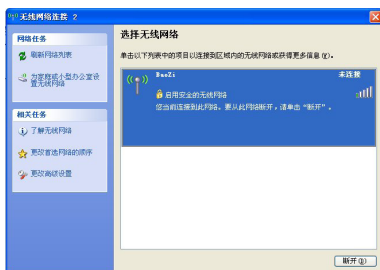 无线网络连接 2
网络任务
刷新网络列表
为家庭或小型办公室设
置无线网络
相关任务
了解无线网络
更改首选网络的顺序
更改高级设置
选择无线网络
单击以下列表中的项目以连接到区域内的无线网络或获得更多信息(W)。
BaoZi 未连接
启用安全的无线网络
您当前连接到此网络。要从此网络断开，请单击“断开”。
断开(D)